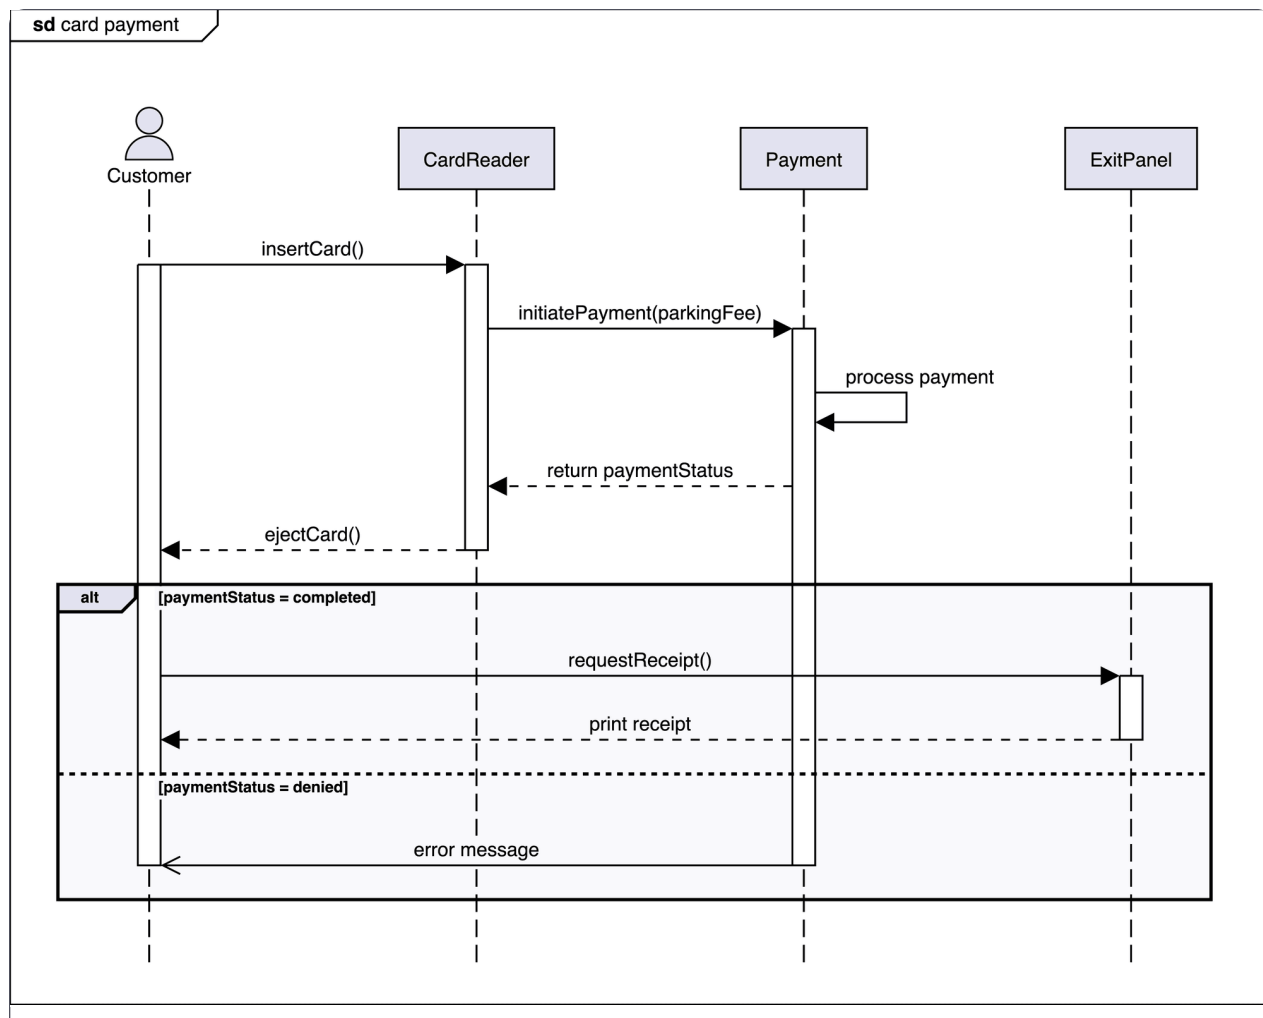 sd card payment
Customer
CardReader
Payment
ExitPanel
insertCard()
initiatePayment(parkingFee)
process payment
return paymentStatus
ejectCard()
alt
[paymentStatus = completed]
requestReceipt()
print receipt
[paymentStatus = denied]
error message